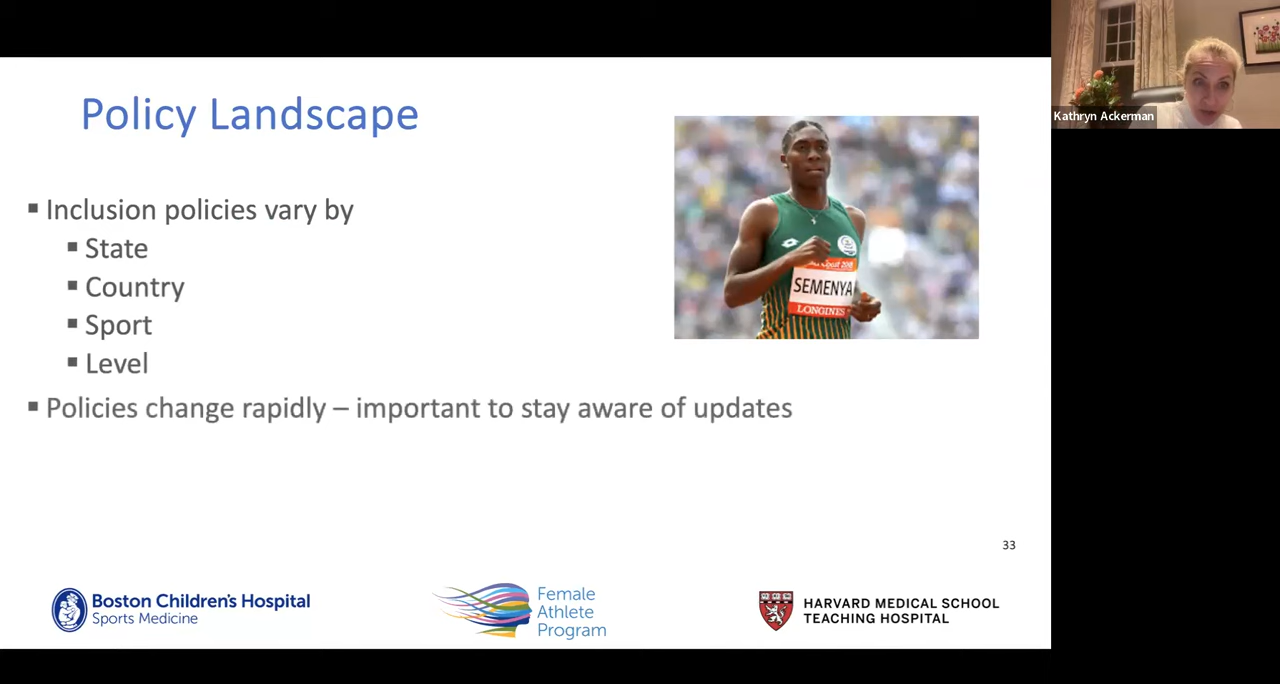 Policy Landscape
▪ Inclusion policies vary by
▪ State
▪ Country
▪ Sport
▪ Level
▪ Policies change rapidly – important to stay aware of updates
SEMENYA
LONGINES
Kathryn Ackerman
33
Boston Children's Hospital
Sports Medicine
Female
Athlete
Program
HARVARD MEDICAL SCHOOL
TEACHING HOSPITAL